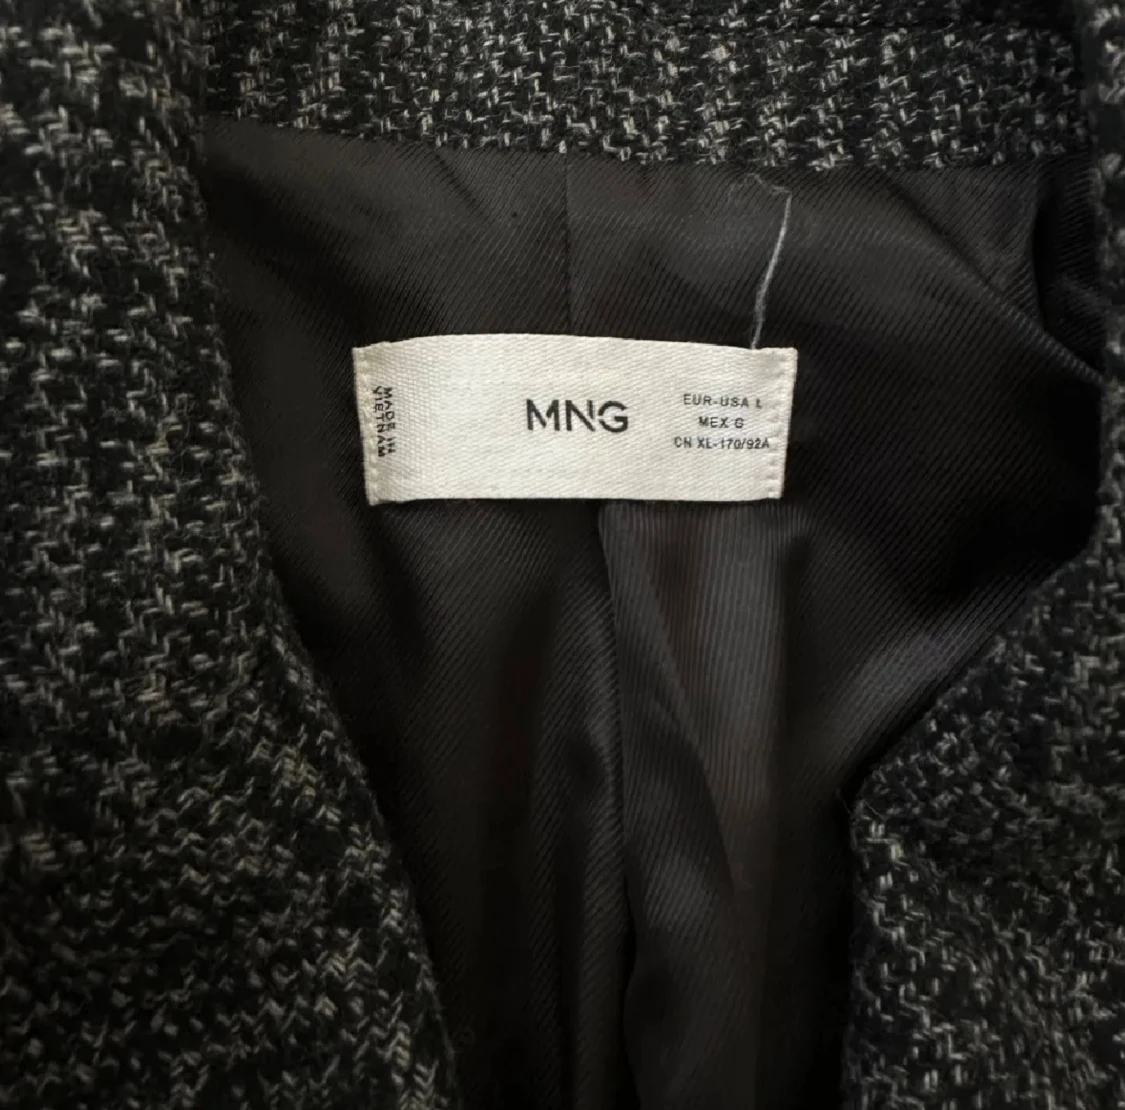 MADE IN
VIETNAM
MNG
EUR-USA L
MEX G
CN XL-170/92A